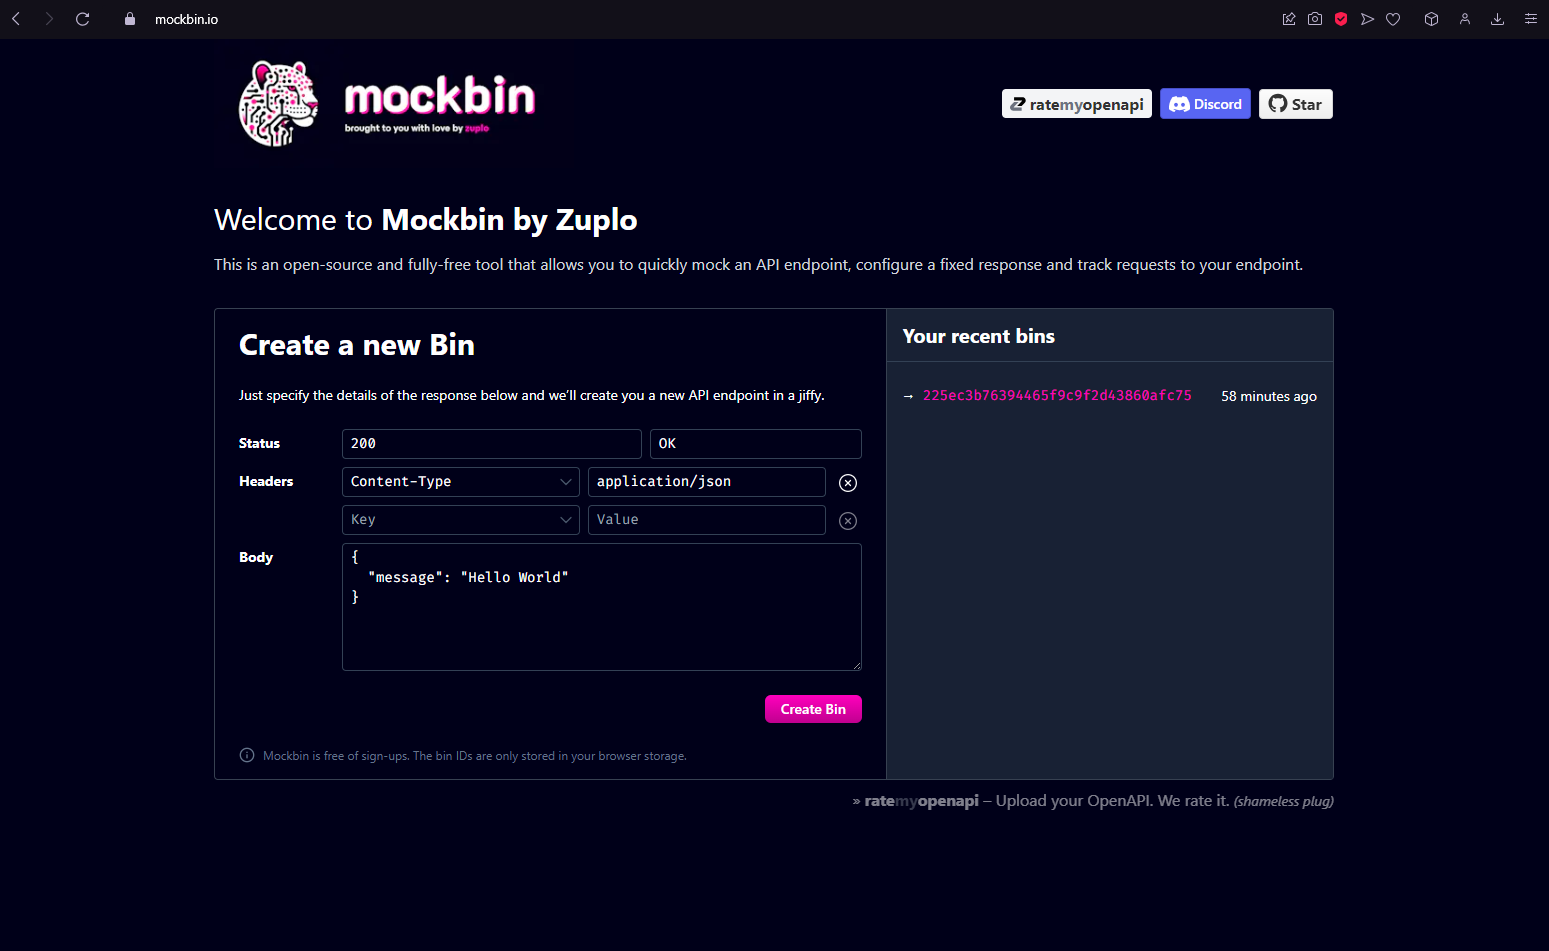 mockbin.io
mockbin
brought to you with love by zuplo
ratemyopenapi
Discord
Star
Welcome to Mockbin by Zuplo
This is an open-source and fully-free tool that allows you to quickly mock an API endpoint, configure a fixed response and track requests to your endpoint.
Create a new Bin
Just specify the details of the response below and we’ll create you a new API endpoint in a jiffy.
Status
200
OK
Headers
Content-Type
application/json
Key
Value
Body
{
"message": "Hello World"
}
Create Bin
Mockbin is free of sign-ups. The bin IDs are only stored in your browser storage.
Your recent bins
→ 225ec3b76394465f9c9f2d43860afc75 58 minutes ago
» ratemyopenapi – Upload your OpenAPI. We rate it. (shameless plug)